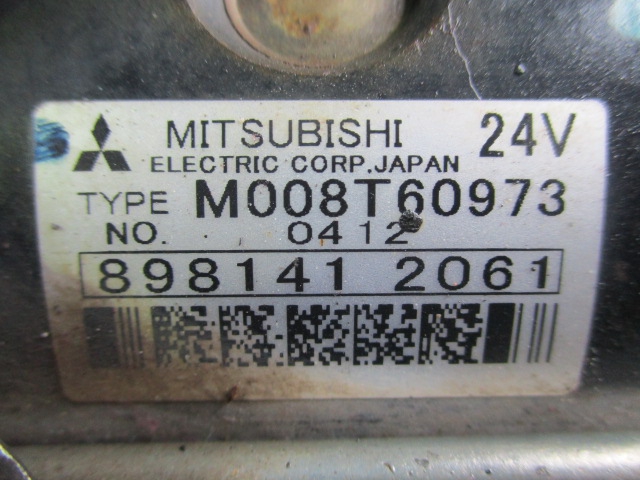 MITSUBISHI 24V
ELECTRIC CORP.JAPAN
TYPE M008T60973
NO. 0412
898141 2061